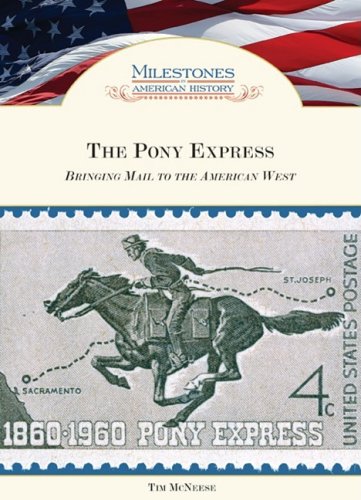 MILESTONES
IN
AMERICAN HISTORY
THE PONY EXPRESS
BRINGING MAIL TO THE AMERICAN WEST
ST. JOSEPH
SACRAMENTO
4c
UNITED STATES POSTAGE
1860·1960 PONY EXPRESS
TIM MCNEESE